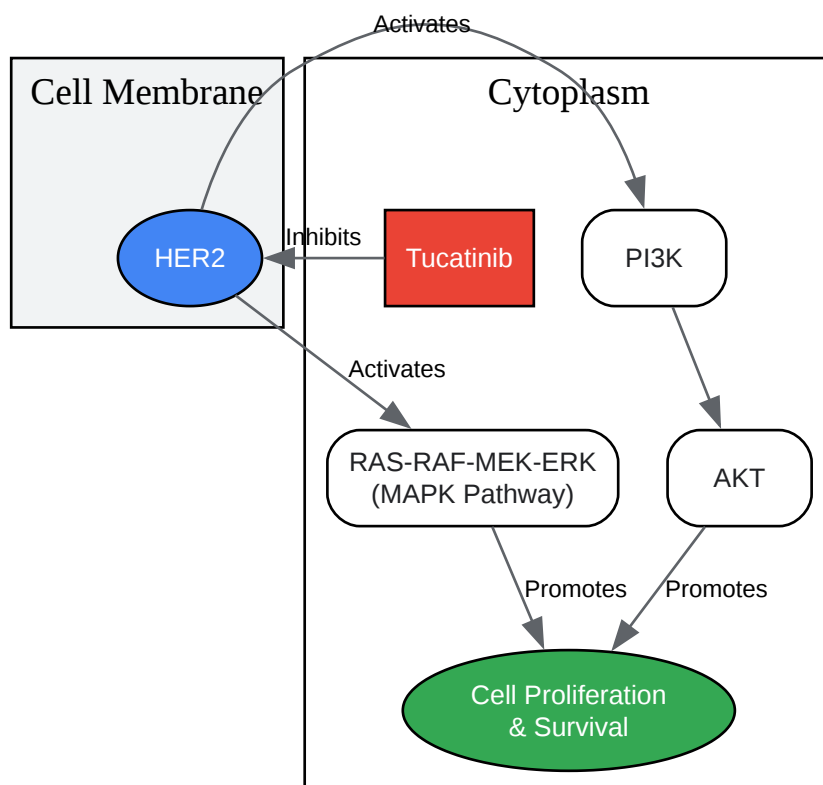 Activates
Cell Membrane
Cytoplasm
HER2
Inhibits
Tucatinib
PI3K
Activates
RAS-RAF-MEK-ERK
(MAPK Pathway)
AKT
Promotes
Promotes
Cell Proliferation
& Survival